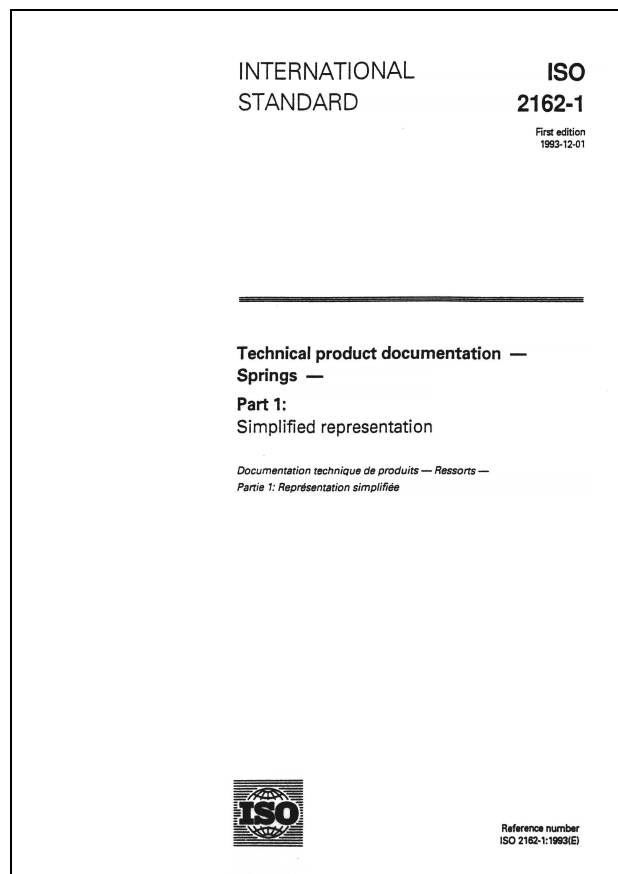 INTERNATIONAL
STANDARD
ISO
2162-1
First edition
1993-12-01
Technical product documentation —
Springs —
Part 1:
Simplified representation
Documentation technique de produits — Ressorts —
Partie 1: Représentation simplifiée
ISO
Reference number
ISO 2162-1:1993(E)